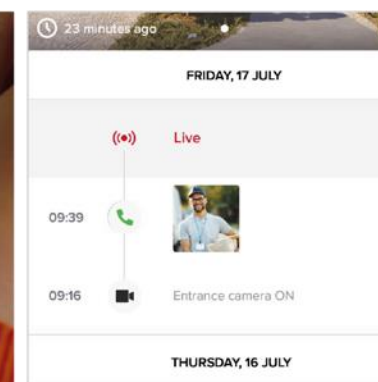 23 minutes ago
FRIDAY, 17 JULY
Live
09:39
09:16 Entrance camera ON
THURSDAY, 16 JULY